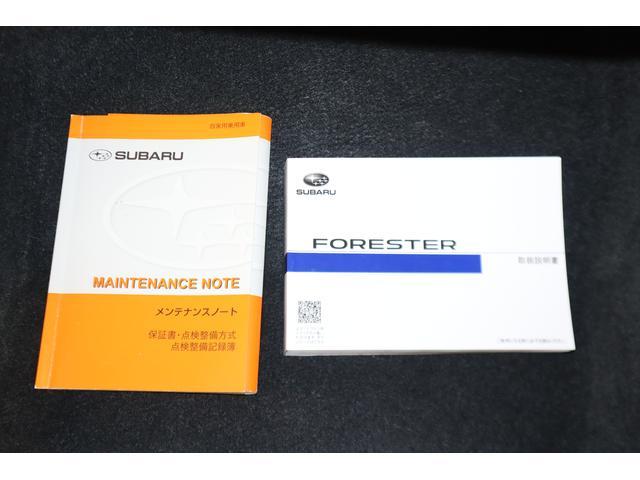 自家用乗用車
SUBARU
MAINTENANCE NOTE
メンテナンスノート
保証書・点検整備方式
点検整備記録簿
SUBARU
FORESTER
取扱説明書